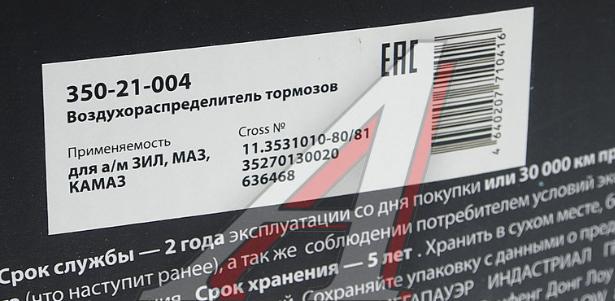 EAC
350-21-004
Воздухораспределитель тормозов
Применяемость
для а/м ЗИЛ, МАЗ,
КАМАЗ
Cross №
11.3531010-80/81
35270130020
636468
4 640207 710416
Срок службы — 2 года эксплуатации со дня покупки или 30 000 км
(что наступит ранее), а так же соблюдении потребителем условий
Срок хранения — 5 лет. Хранить в сухом месте,
Сохраняйте упаковку с данными о
ИНДАСТРИАЛ
Донг